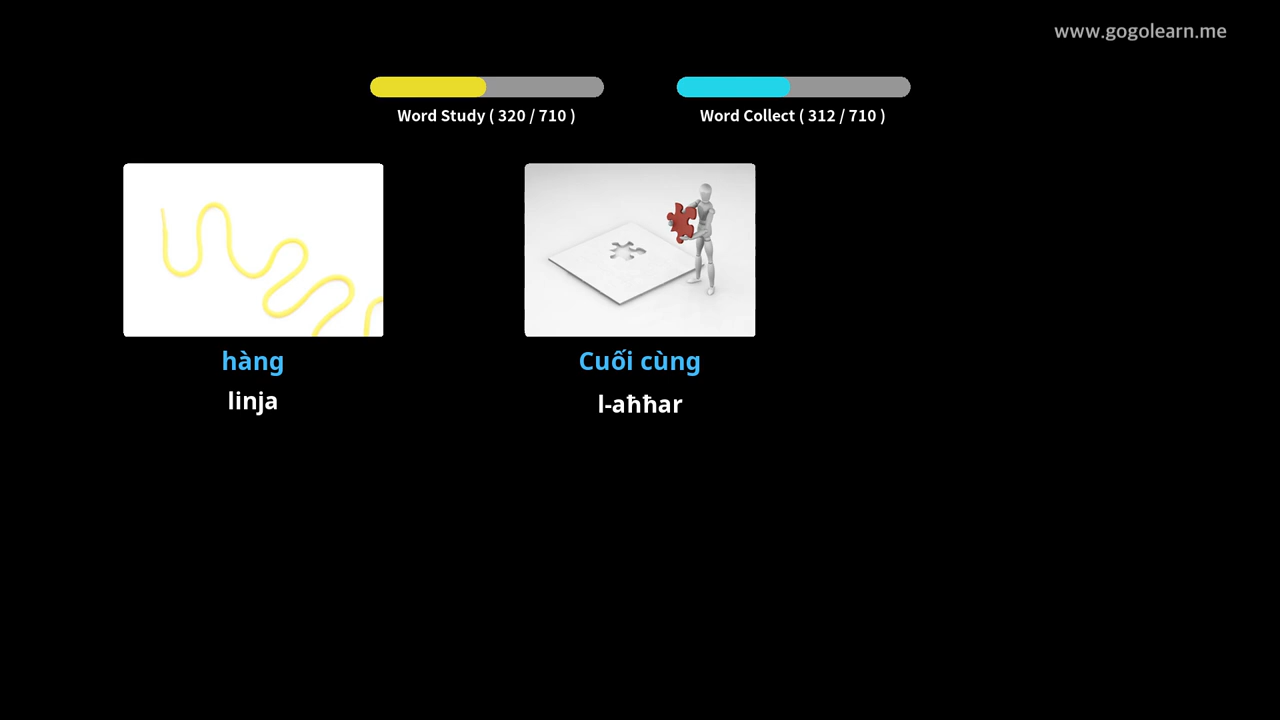 www.gogolearn.me
Word Study ( 320 / 710 )
Word Collect ( 312 / 710 )
hàng
linja
Cuối cùng
l-aħħar